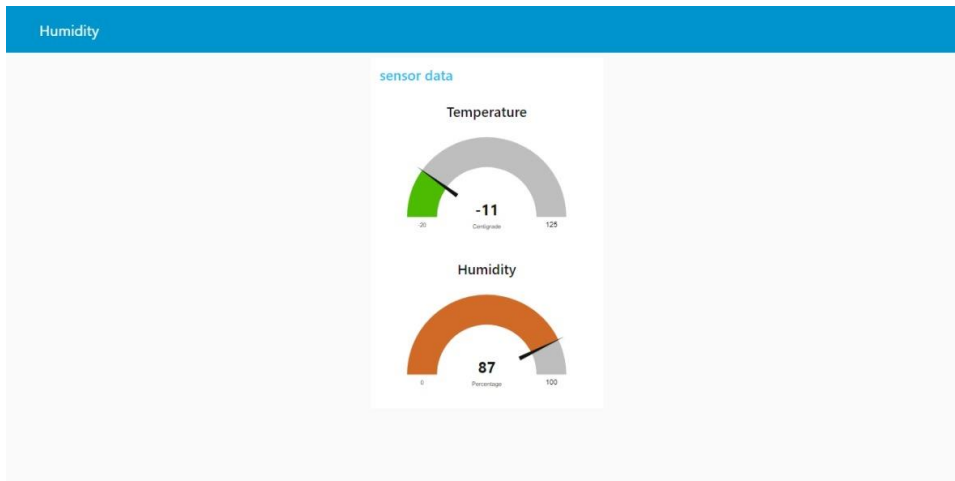 Humidity
sensor data
Temperature
-11
Centigrade
-20
125
Humidity
87
Percentage
0
100